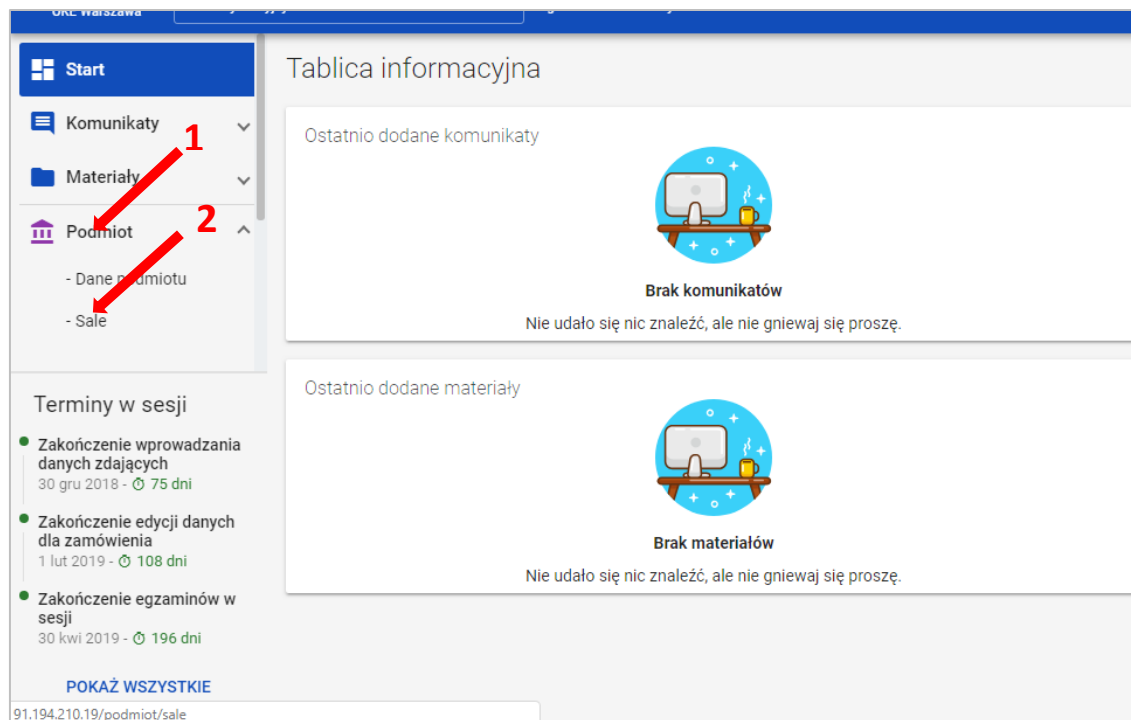 OKE Warszawa
Start
Tablica informacyjna
Komunikaty
1
Materiały
Podmiot
2
- Dane podmiotu
- Sale
Ostatnio dodane komunikaty
Brak komunikatów
Nie udało się nic znaleźć, ale nie gniewaj się proszę.
Ostatnio dodane materiały
Brak materiałów
Nie udało się nic znaleźć, ale nie gniewaj się proszę.
Terminy w sesji
Zakończenie wprowadzania
danych zdających
30 gru 2018 - 75 dni
Zakończenie edycji danych
dla zamówienia
1 lut 2019 - 108 dni
Zakończenie egzaminów w
sesji
30 kwi 2019 - 196 dni
POKAŻ WSZYSTKIE
91.194.210.19/podmiot/sale